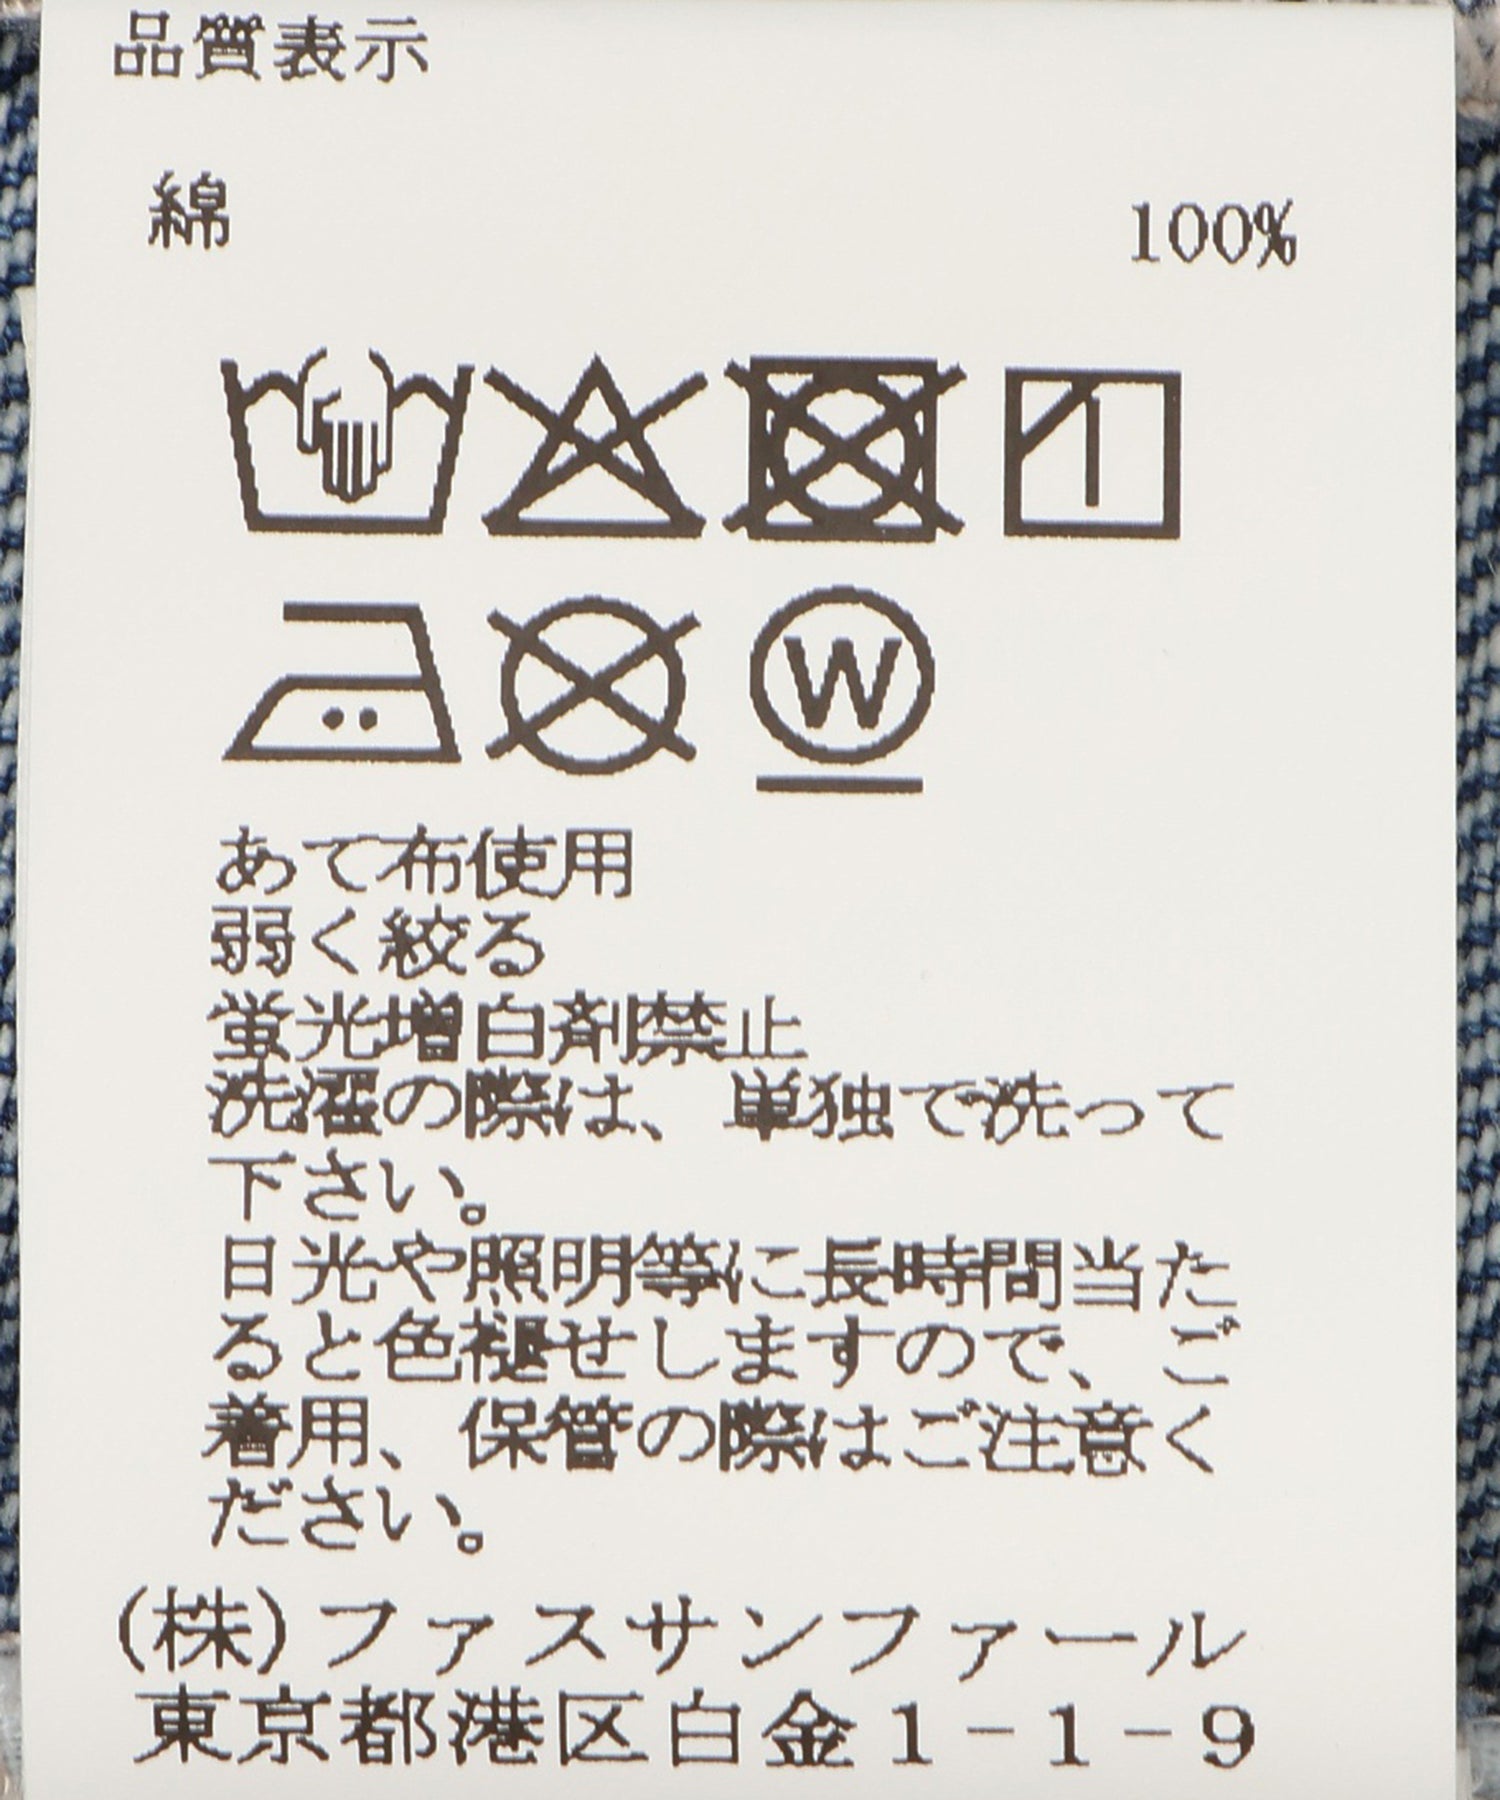 品質表示
綿 100%
W
あて布使用
弱く絞る
蛍光増白剤禁止
洗濯の際は、単独で洗って
下さい。
日光や照明等に長時間当た
ると色褪せしますので、ご
着用、保管の際はご注意く
ださい。
(株)ファスサンファール
東京都港区白金1-1-9